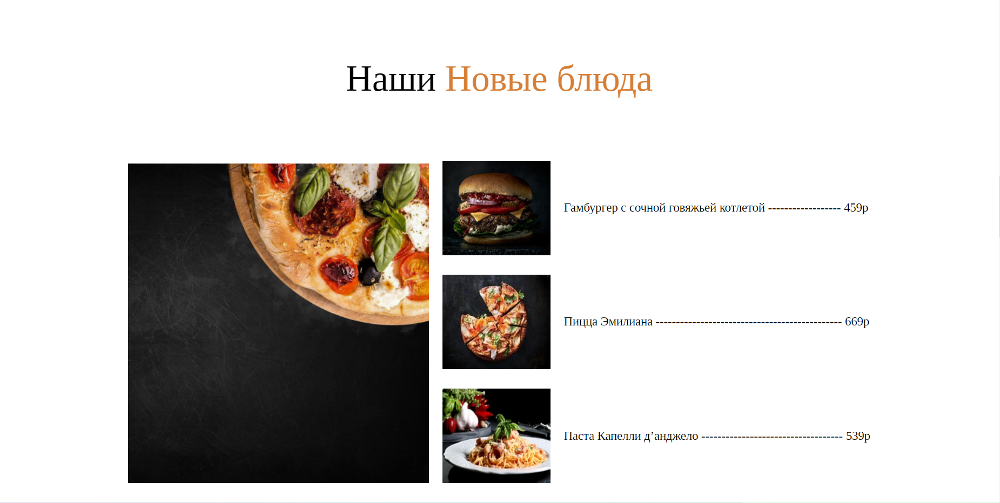 Наши Новые блюда
Гамбургер с сочной говяжьей котлетой ------------------ 459р
Пицца Эмилиана ---------------------------------------------- 669р
Паста Капелли д’анджело ----------------------------------- 539р